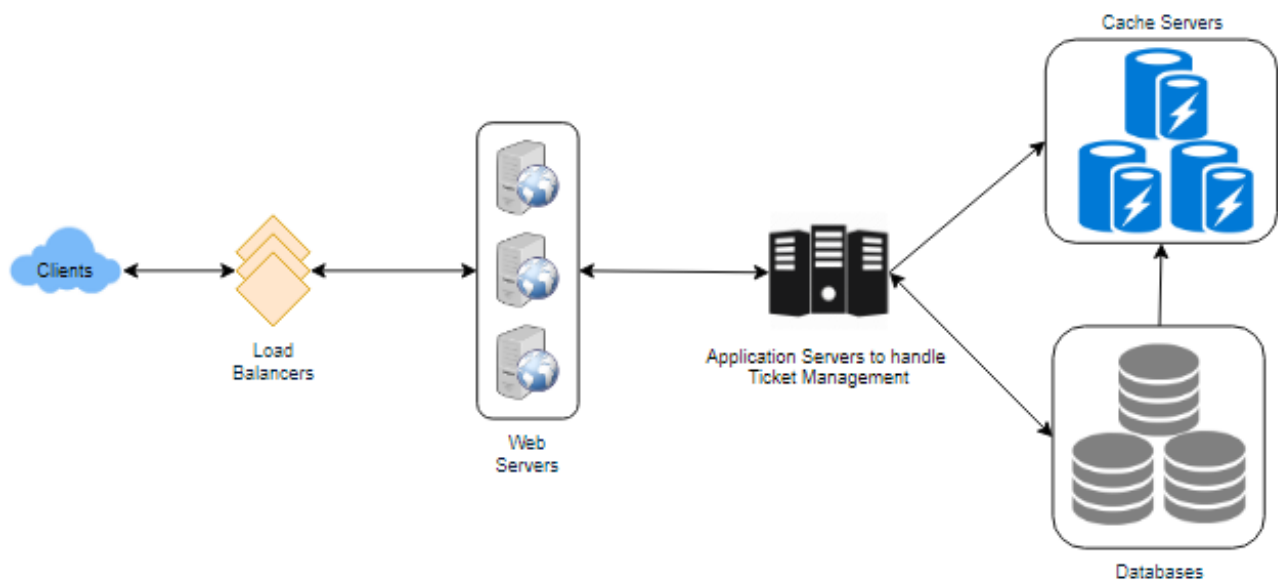 Cache Servers
Clients
Load
Balancers
Web
Servers
Application Servers to handle
Ticket Management
Databases